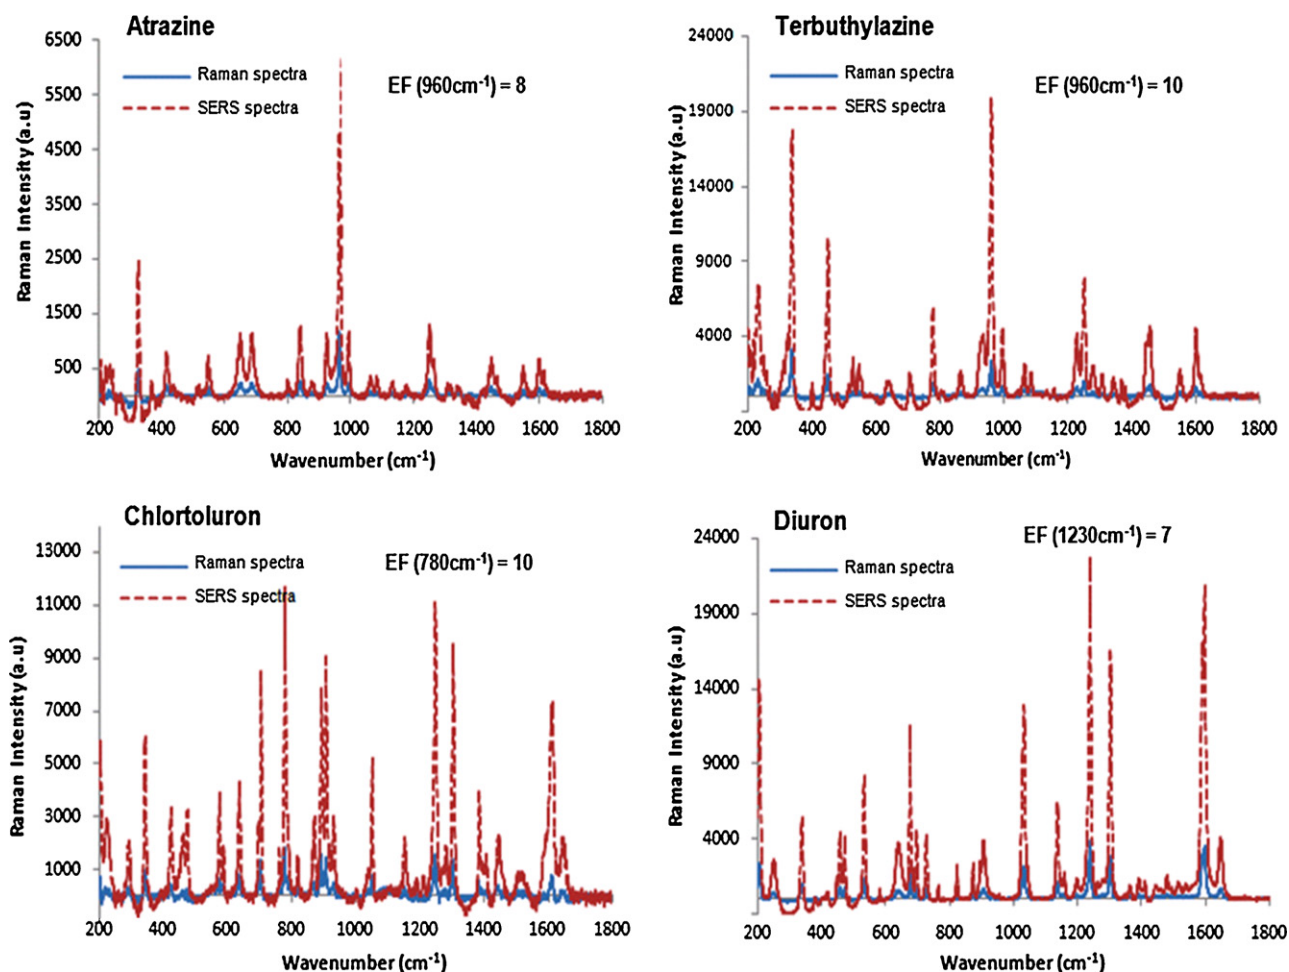 Atrazine
6500
5500
4500
3500
2500
1500
500
Raman Intensity (a.u)
Raman spectra
SERS spectra
EF (960cm⁻¹) = 8
200 400 600 800 1000 1200 1400 1600 1800
Wavenumber (cm⁻¹)
Terbuthylazine
24000
19000
14000
9000
4000
Raman Intensity (a.u)
Raman spectra
SERS spectra
EF (960cm⁻¹) = 10
200 400 600 800 1000 1200 1400 1600 1800
Wavenumber (cm⁻¹)
Chlortoluron
13000
11000
9000
7000
5000
3000
1000
Raman Intensity (a.u)
Raman spectra
SERS spectra
EF (780cm⁻¹) = 10
200 400 600 800 1000 1200 1400 1600 1800
Wavenumber (cm⁻¹)
Diuron
24000
19000
14000
9000
4000
Raman Intensity (a.u)
Raman spectra
SERS spectra
EF (1230cm⁻¹) = 7
200 400 600 800 1000 1200 1400 1600 1800
Wavenumber (cm⁻¹)